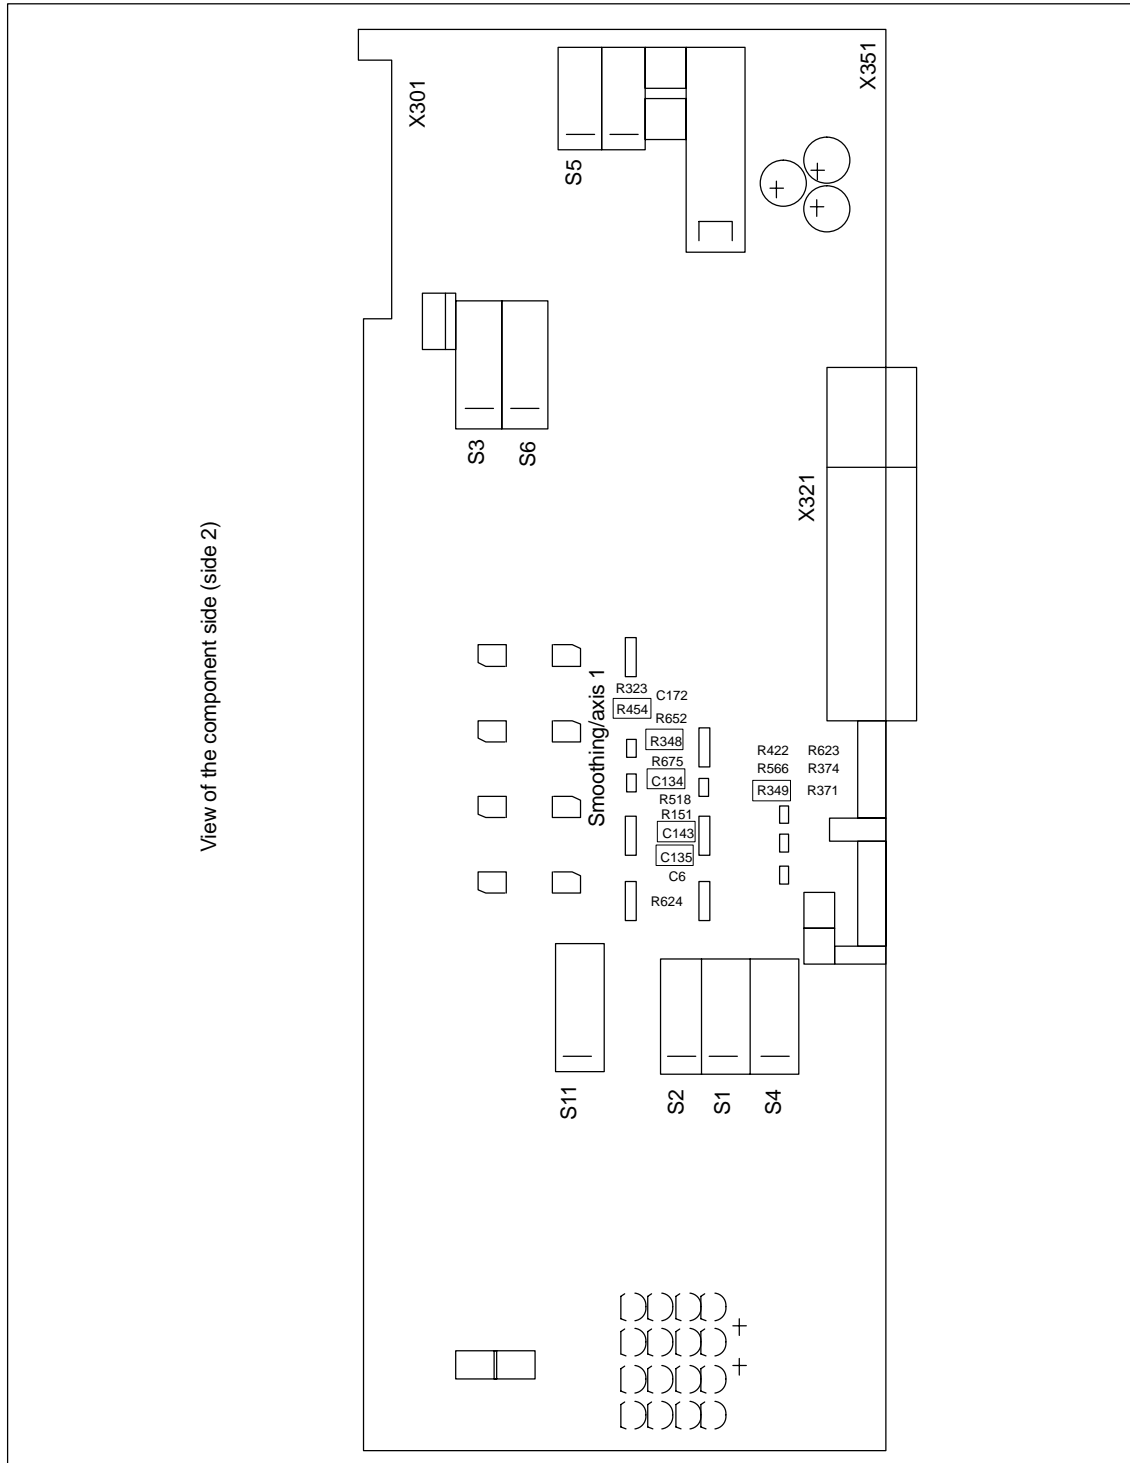 View of the component side (side 2)
X301
X351
S5
S3
S6
X321
Smoothing/axis 1
R323
C172
R454
R652
R348
R675
C134
R518
R151
C143
C135
C6
R624
R422
R623
R566
R374
R349
R371
S11
S2
S1
S4